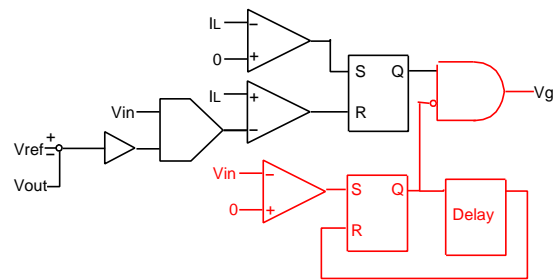 IL −
0 +
S Q
R
Vg
IL +
−
Vin
Vref +
−
Vout
Vin −
0 +
S Q
R
Delay